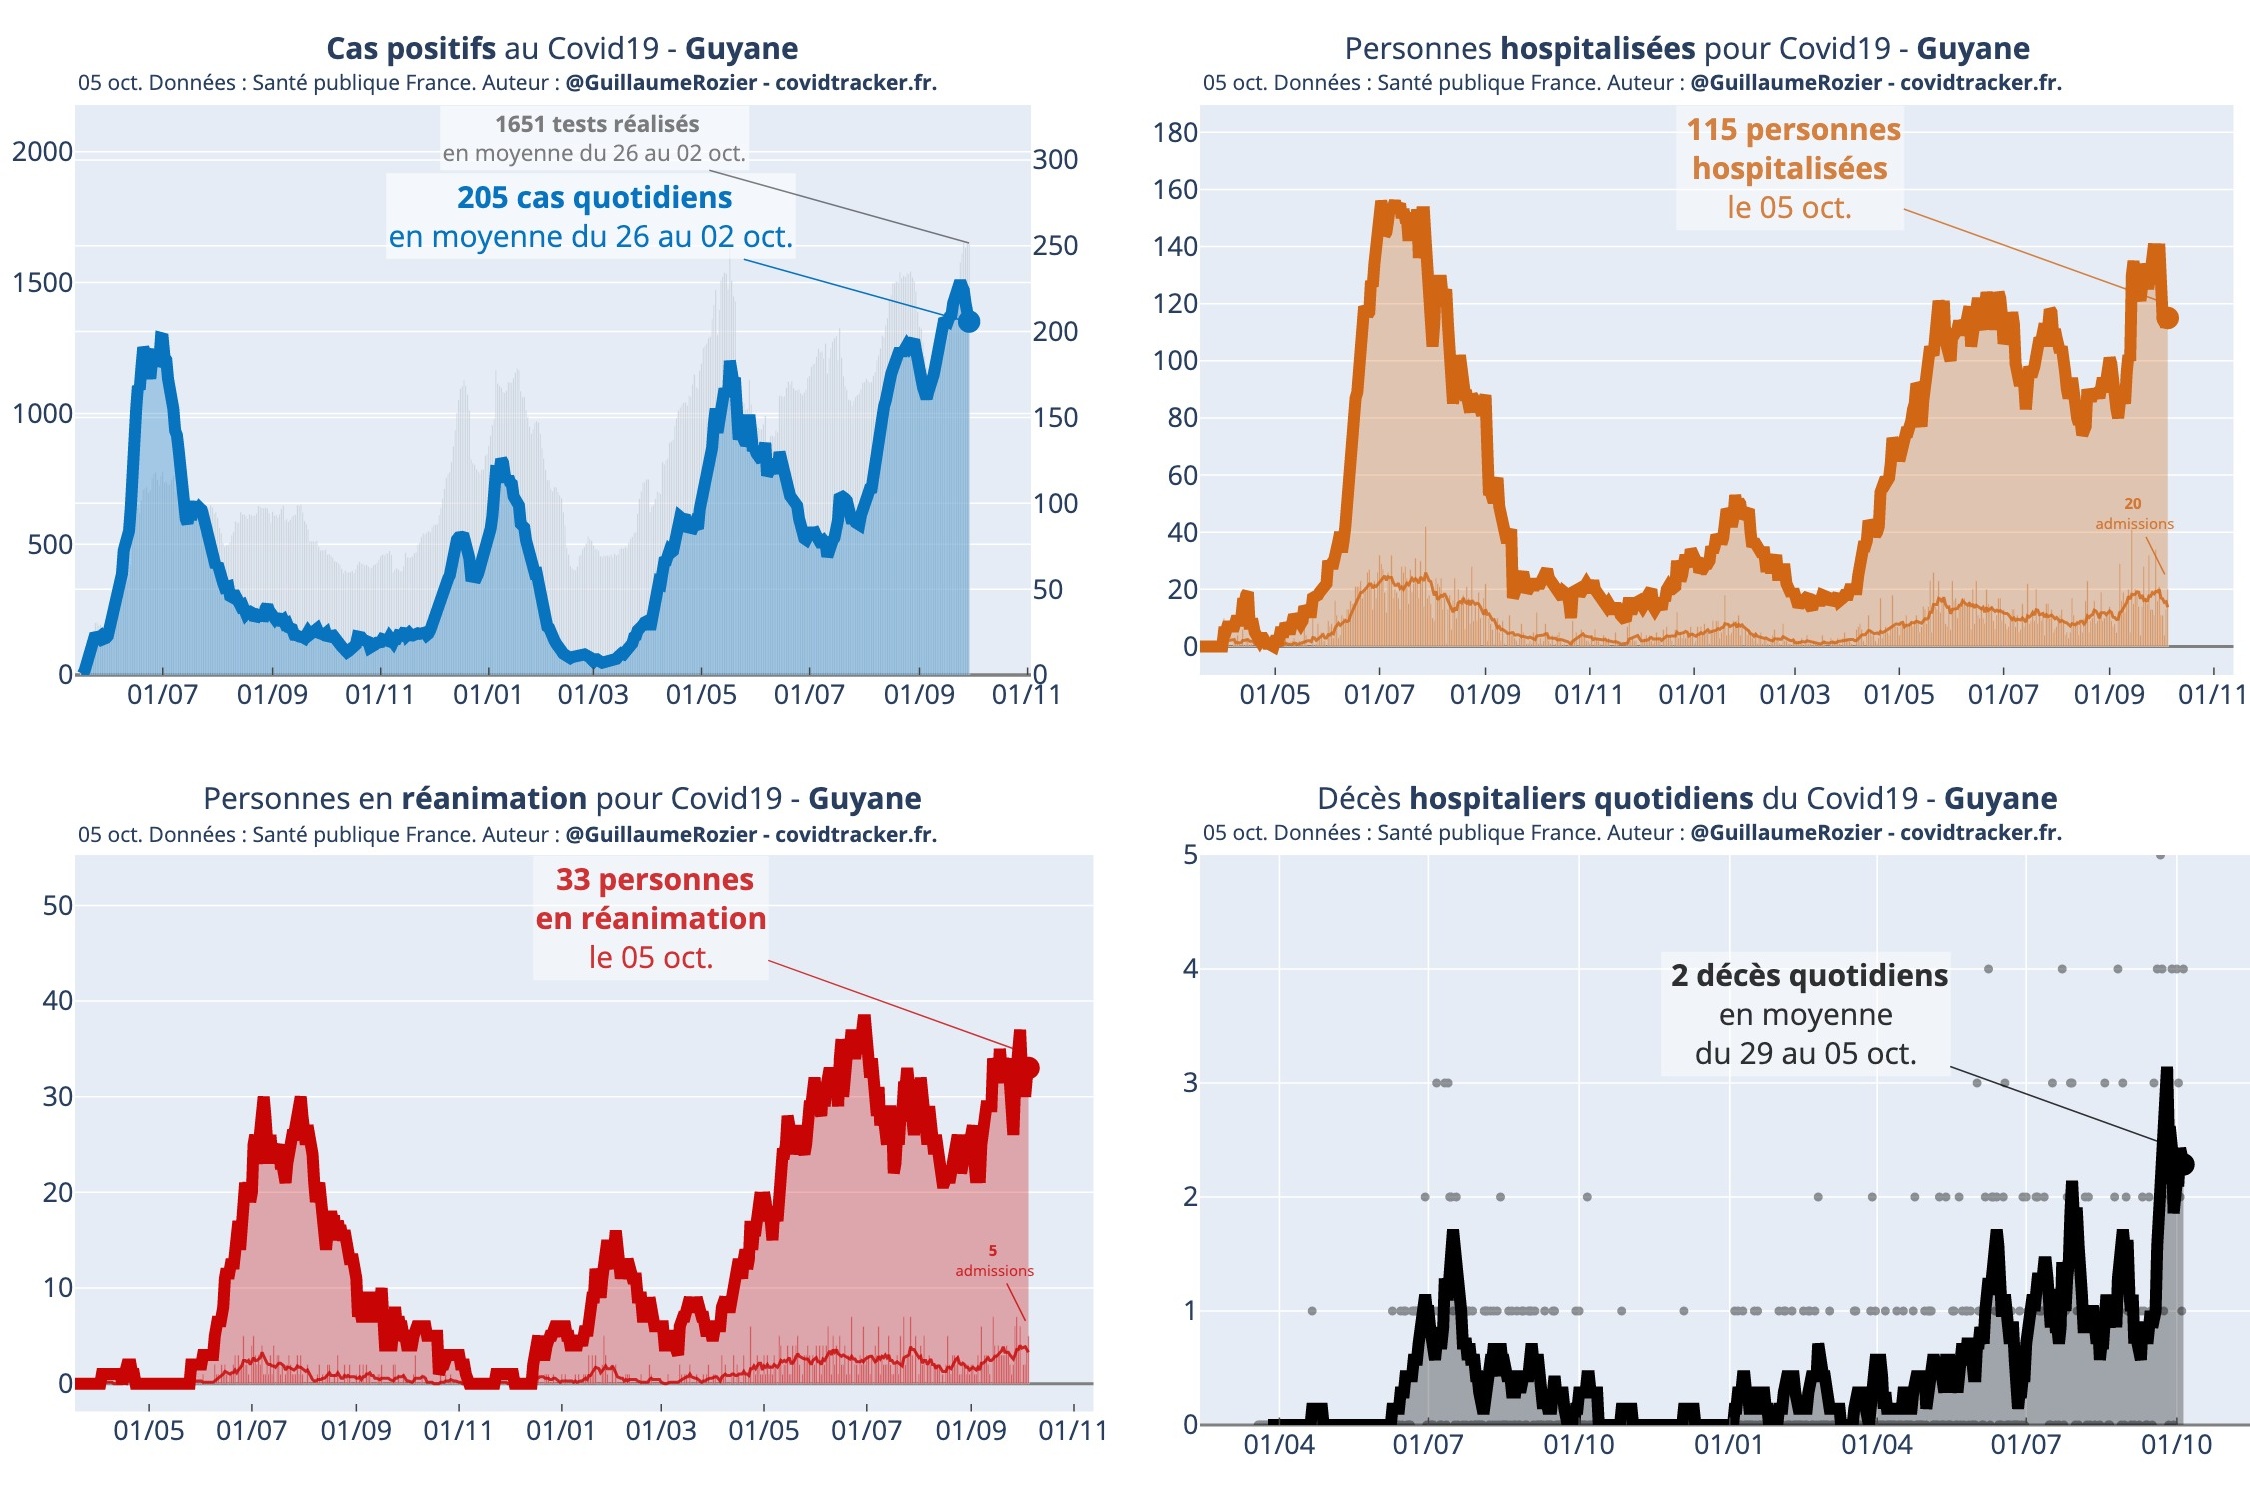 Cas positifs au Covid19 - Guyane
05 oct. Données : Santé publique France. Auteur : @GuillaumeRozier - covidtracker.fr.
1651 tests réalisés
en moyenne du 26 au 02 oct.
205 cas quotidiens
en moyenne du 26 au 02 oct.
2000
1500
1000
500
0
300
250
200
150
100
50
0
01/07 01/09 01/11 01/01 01/03 01/05 01/07 01/09 01/11
Personnes hospitalisées pour Covid19 - Guyane
05 oct. Données : Santé publique France. Auteur : @GuillaumeRozier - covidtracker.fr.
115 personnes
hospitalisées
le 05 oct.
180
160
140
120
100
80
60
40
20
0
20
admissions
01/05 01/07 01/09 01/11 01/01 01/03 01/05 01/07 01/09 01/11
Personnes en réanimation pour Covid19 - Guyane
05 oct. Données : Santé publique France. Auteur : @GuillaumeRozier - covidtracker.fr.
33 personnes
en réanimation
le 05 oct.
50
40
30
20
10
0
5
admissions
01/05 01/07 01/09 01/11 01/01 01/03 01/05 01/07 01/09 01/11
Décès hospitaliers quotidiens du Covid19 - Guyane
05 oct. Données : Santé publique France. Auteur : @GuillaumeRozier - covidtracker.fr.
5
4
3
2
1
0
2 décès quotidiens
en moyenne
du 29 au 05 oct.
01/04 01/07 01/10 01/01 01/04 01/07 01/10